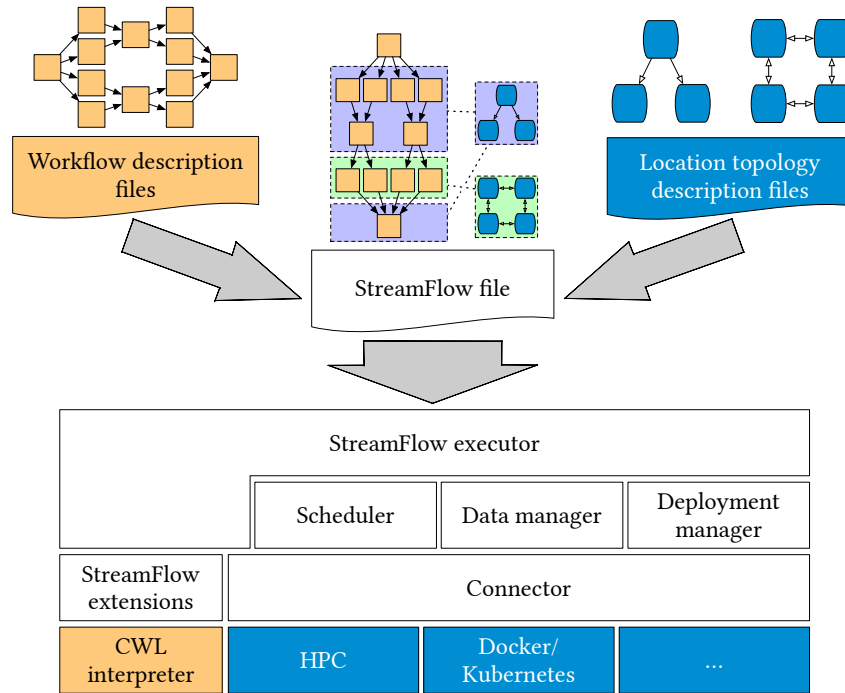 Workflow description
files
Location topology
description files
StreamFlow file
StreamFlow executor
Scheduler
Data manager
Deployment
manager
StreamFlow
extensions
Connector
CWL
interpreter
HPC
Docker/
Kubernetes
...